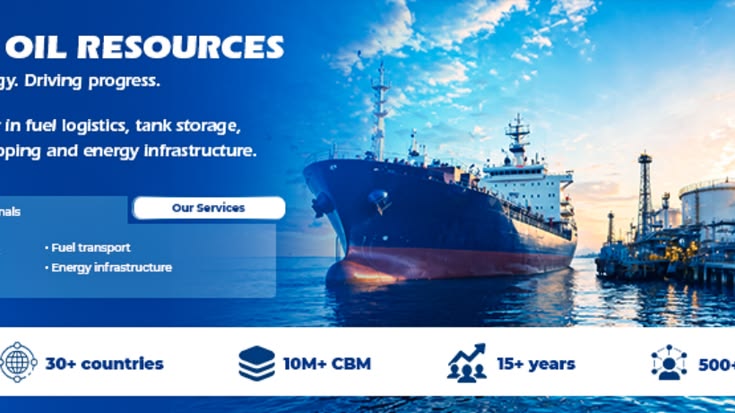 OIL RESOURCES
gy. Driving progress.
in fuel logistics, tank storage,
pping and energy infrastructure.
nals
Our Services
• Fuel transport
• Energy infrastructure
30+ countries
10M+ CBM
15+ years
500+